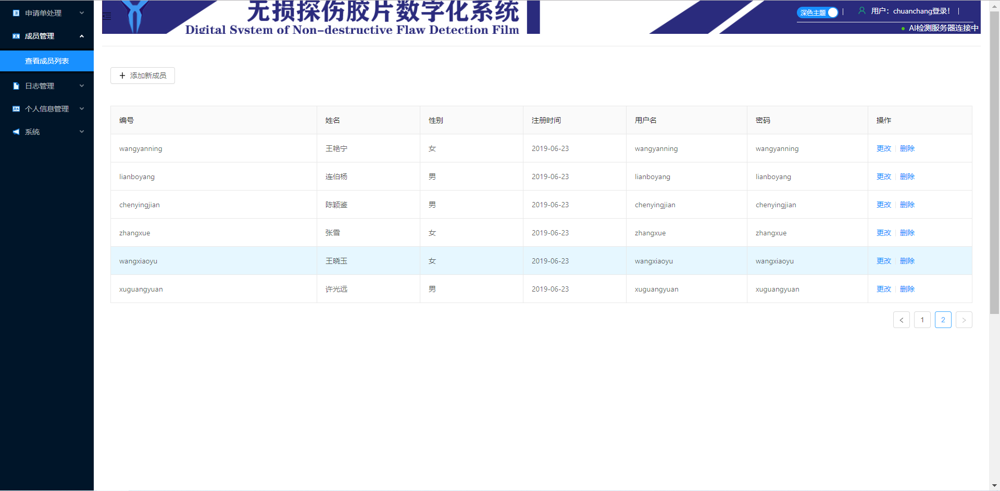 申请单处理
成员管理
查看成员列表
日志管理
个人信息管理
系统
无损探伤胶片数字化系统
Digital System of Non-destructive Flaw Detection Film
深色主题 | 用户：chuanchang登录！ |
AI检测服务器连接中
+ 添加新成员
编号 姓名 性别 注册时间 用户名 密码 操作
wangyanning 王艳宁 女 2019-06-23 wangyanning wangyanning 更改 | 删除
lianboyang 连伯杨 男 2019-06-23 lianboyang lianboyang 更改 | 删除
chenyingjian 陈颖鉴 男 2019-06-23 chenyingjian chenyingjian 更改 | 删除
zhangxue 张雪 女 2019-06-23 zhangxue zhangxue 更改 | 删除
wangxiaoyu 王晓玉 女 2019-06-23 wangxiaoyu wangxiaoyu 更改 | 删除
xuguangyuan 许光远 男 2019-06-23 xuguangyuan xuguangyuan 更改 | 删除
< 1 2 >